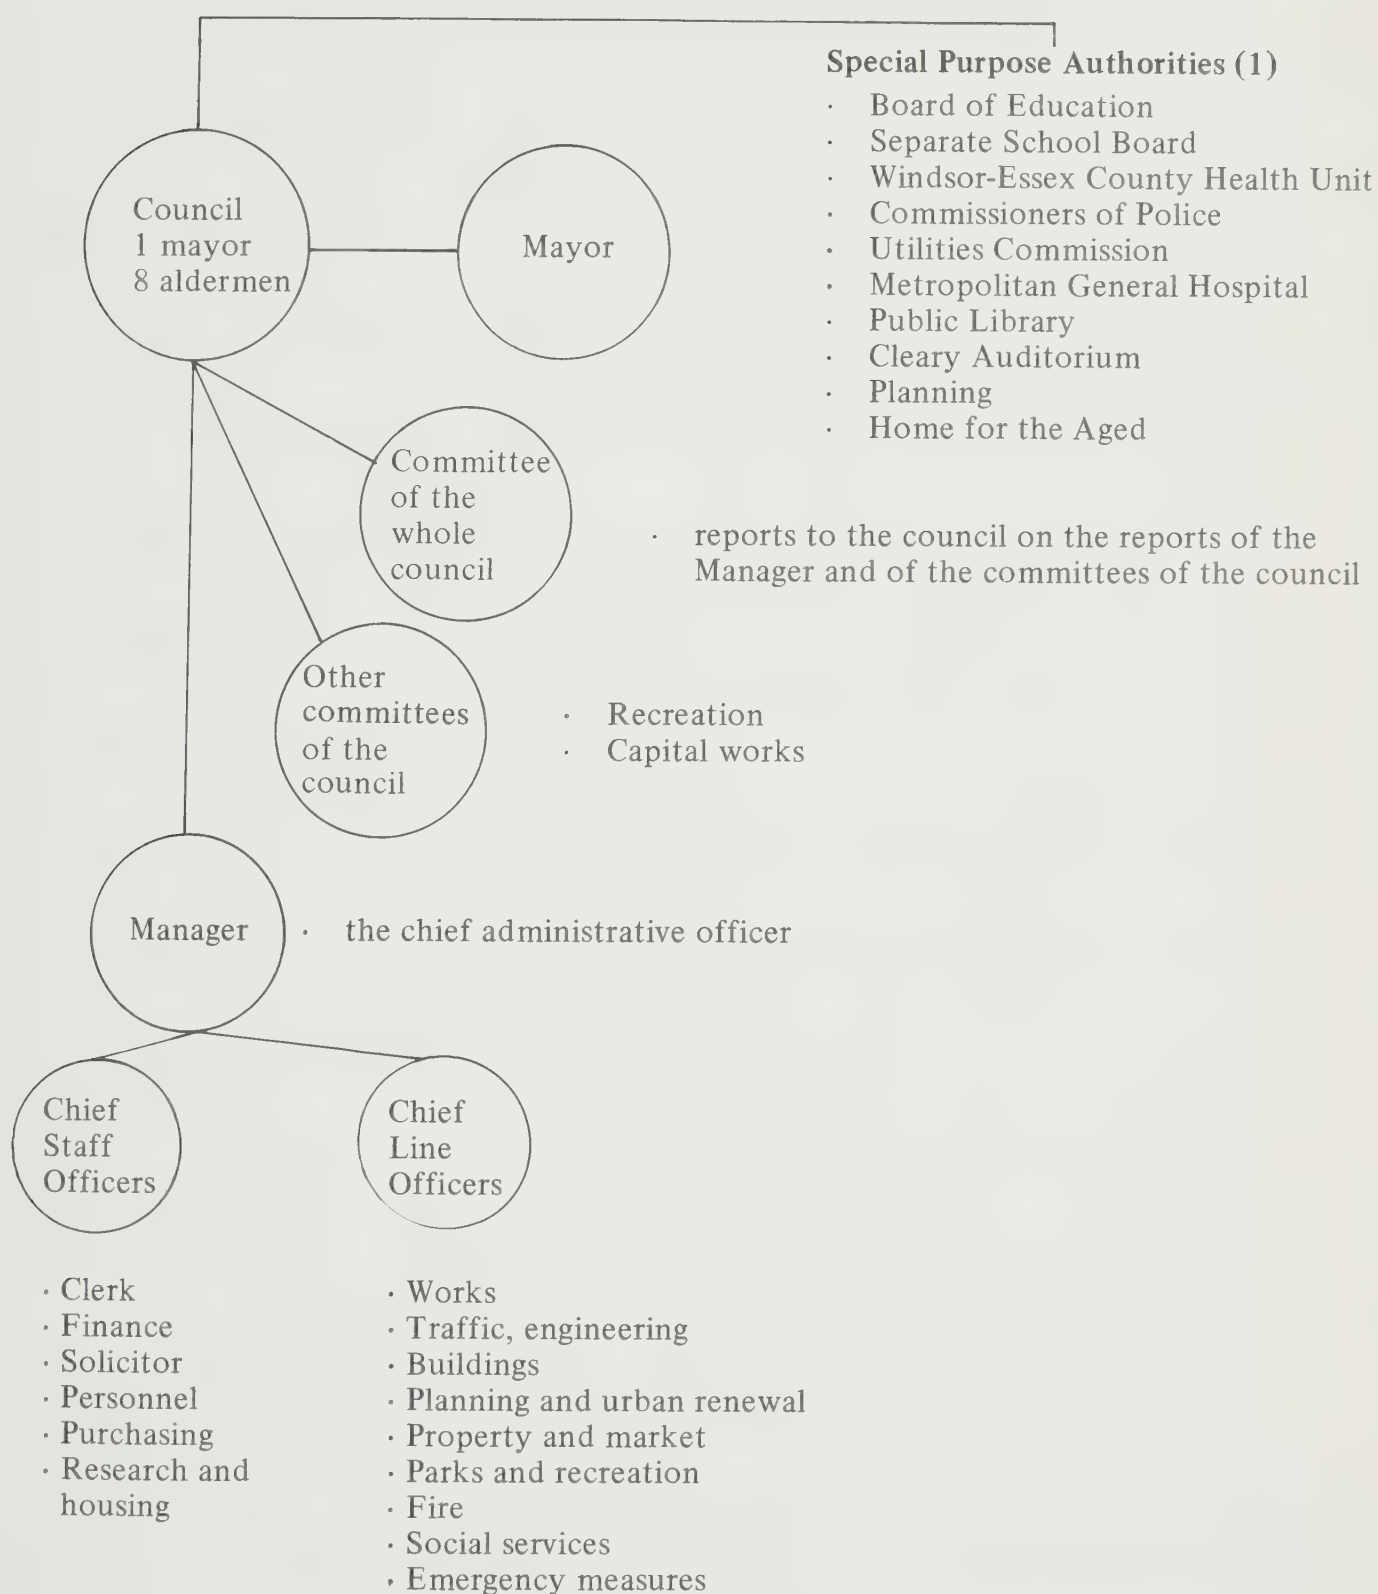 Special Purpose Authorities (1)
· Board of Education
· Separate School Board
· Windsor-Essex County Health Unit
· Commissioners of Police
· Utilities Commission
· Metropolitan General Hospital
· Public Library
· Cleary Auditorium
· Planning
· Home for the Aged
Council
1 mayor
8 aldermen
Mayor
Committee
of the
whole
council
· reports to the council on the reports of the
Manager and of the committees of the council
Other
committees
of the
council
· Recreation
· Capital works
Manager
· the chief administrative officer
Chief
Staff
Officers
Chief
Line
Officers
· Clerk
· Finance
· Solicitor
· Personnel
· Purchasing
· Research and
housing
· Works
· Traffic, engineering
· Buildings
· Planning and urban renewal
· Property and market
· Parks and recreation
· Fire
· Social services
· Emergency measures